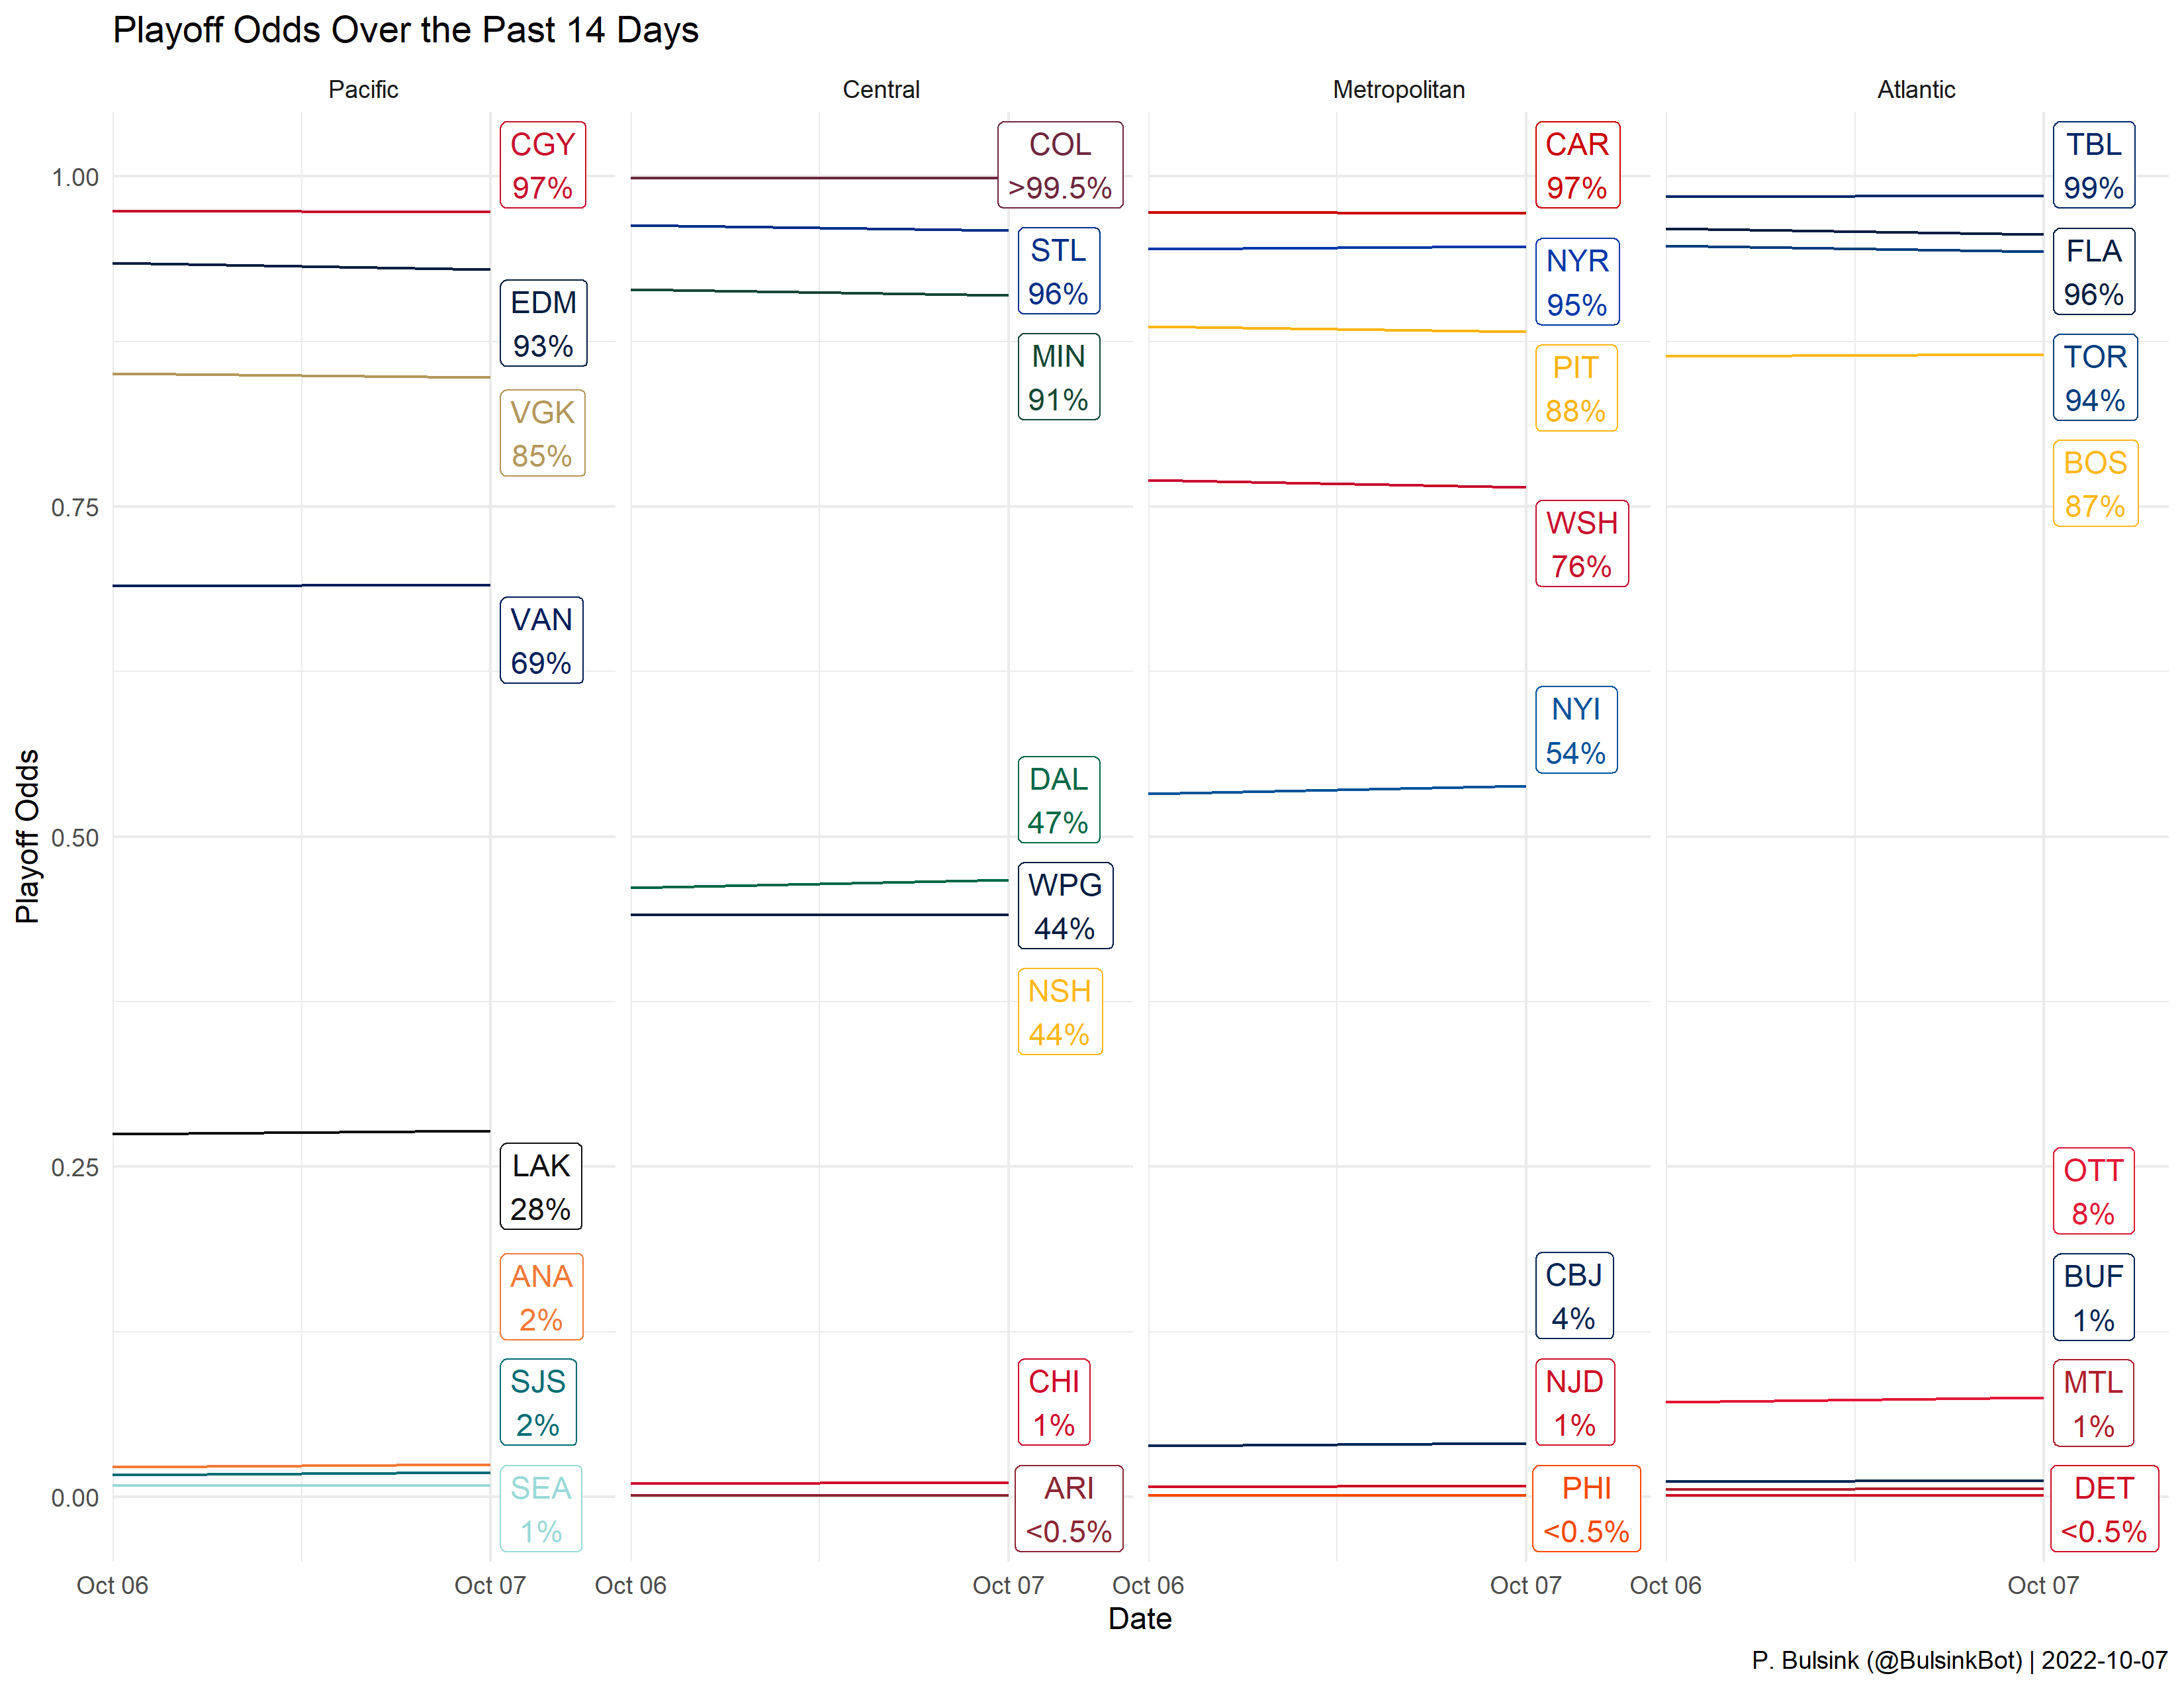 Playoff Odds Over the Past 14 Days
Pacific
Central
Metropolitan
Atlantic
Playoff Odds
1.00
0.75
0.50
0.25
0.00
CGY
97%
EDM
93%
VGK
85%
VAN
69%
LAK
28%
ANA
2%
SJS
2%
SEA
1%
COL
>99.5%
STL
96%
MIN
91%
DAL
47%
WPG
44%
NSH
44%
CHI
1%
ARI
<0.5%
CAR
97%
NYR
95%
PIT
88%
WSH
76%
NYI
54%
CBJ
4%
NJD
1%
PHI
<0.5%
TBL
99%
FLA
96%
TOR
94%
BOS
87%
OTT
8%
BUF
1%
MTL
1%
DET
<0.5%
Oct 06
Oct 07
Oct 06
Oct 07
Oct 06
Oct 07
Oct 06
Oct 07
Date
P. Bulsink (@BulsinkBot) | 2022-10-07